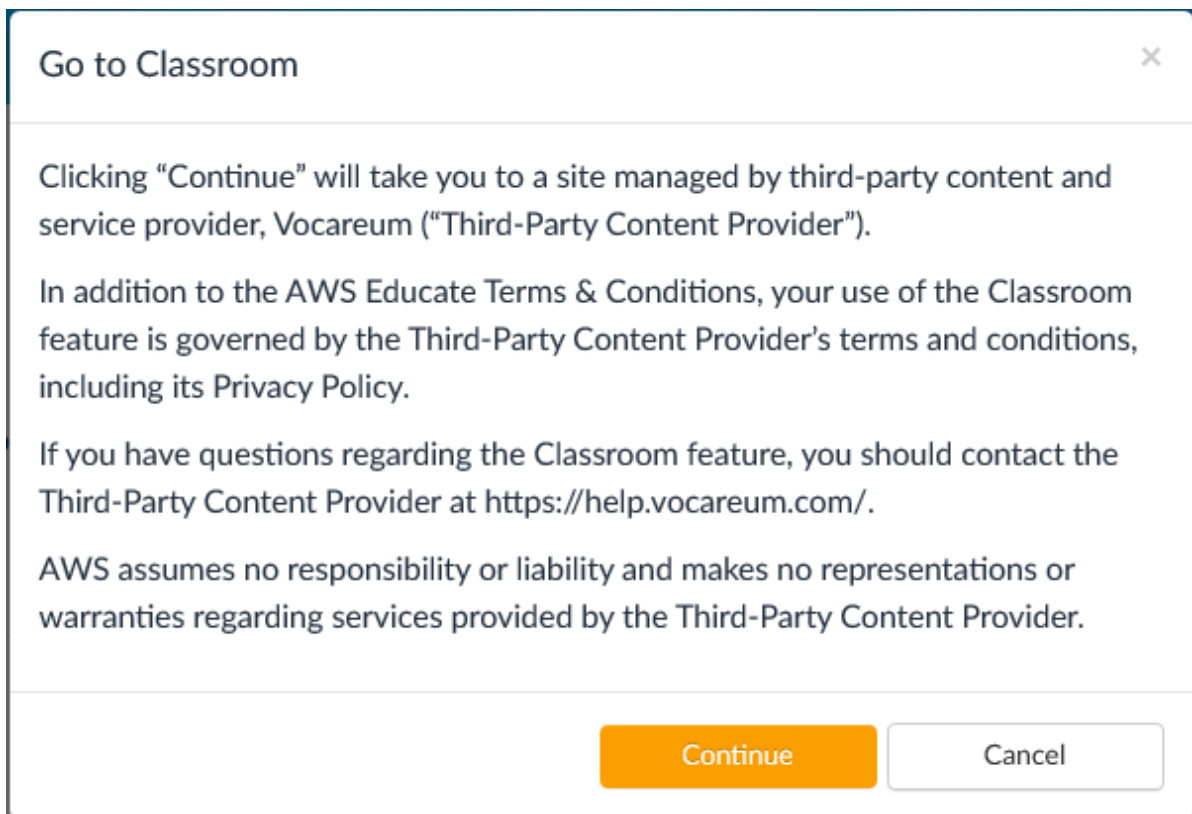 Go to Classroom
×
Clicking “Continue” will take you to a site managed by third-party content and
service provider, Vocareum (“Third-Party Content Provider”).
In addition to the AWS Educate Terms & Conditions, your use of the Classroom
feature is governed by the Third-Party Content Provider’s terms and conditions,
including its Privacy Policy.
If you have questions regarding the Classroom feature, you should contact the
Third-Party Content Provider at https://help.vocareum.com/.
AWS assumes no responsibility or liability and makes no representations or
warranties regarding services provided by the Third-Party Content Provider.
Continue Cancel